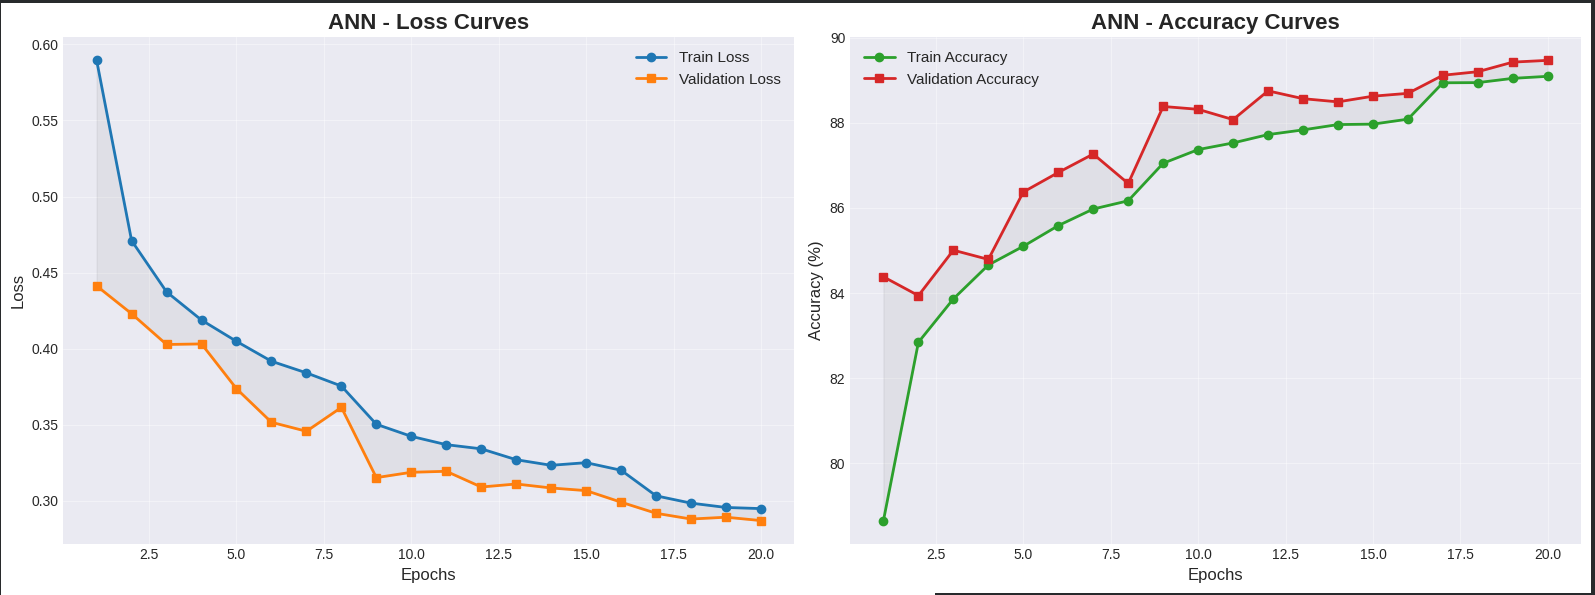 ANN - Loss Curves
0.60
0.55
0.50
0.45
0.40
0.35
0.30
Loss
Train Loss
Validation Loss
2.5 5.0 7.5 10.0 12.5 15.0 17.5 20.0
Epochs
ANN - Accuracy Curves
90
88
86
84
82
80
Accuracy (%)
Train Accuracy
Validation Accuracy
2.5 5.0 7.5 10.0 12.5 15.0 17.5 20.0
Epochs